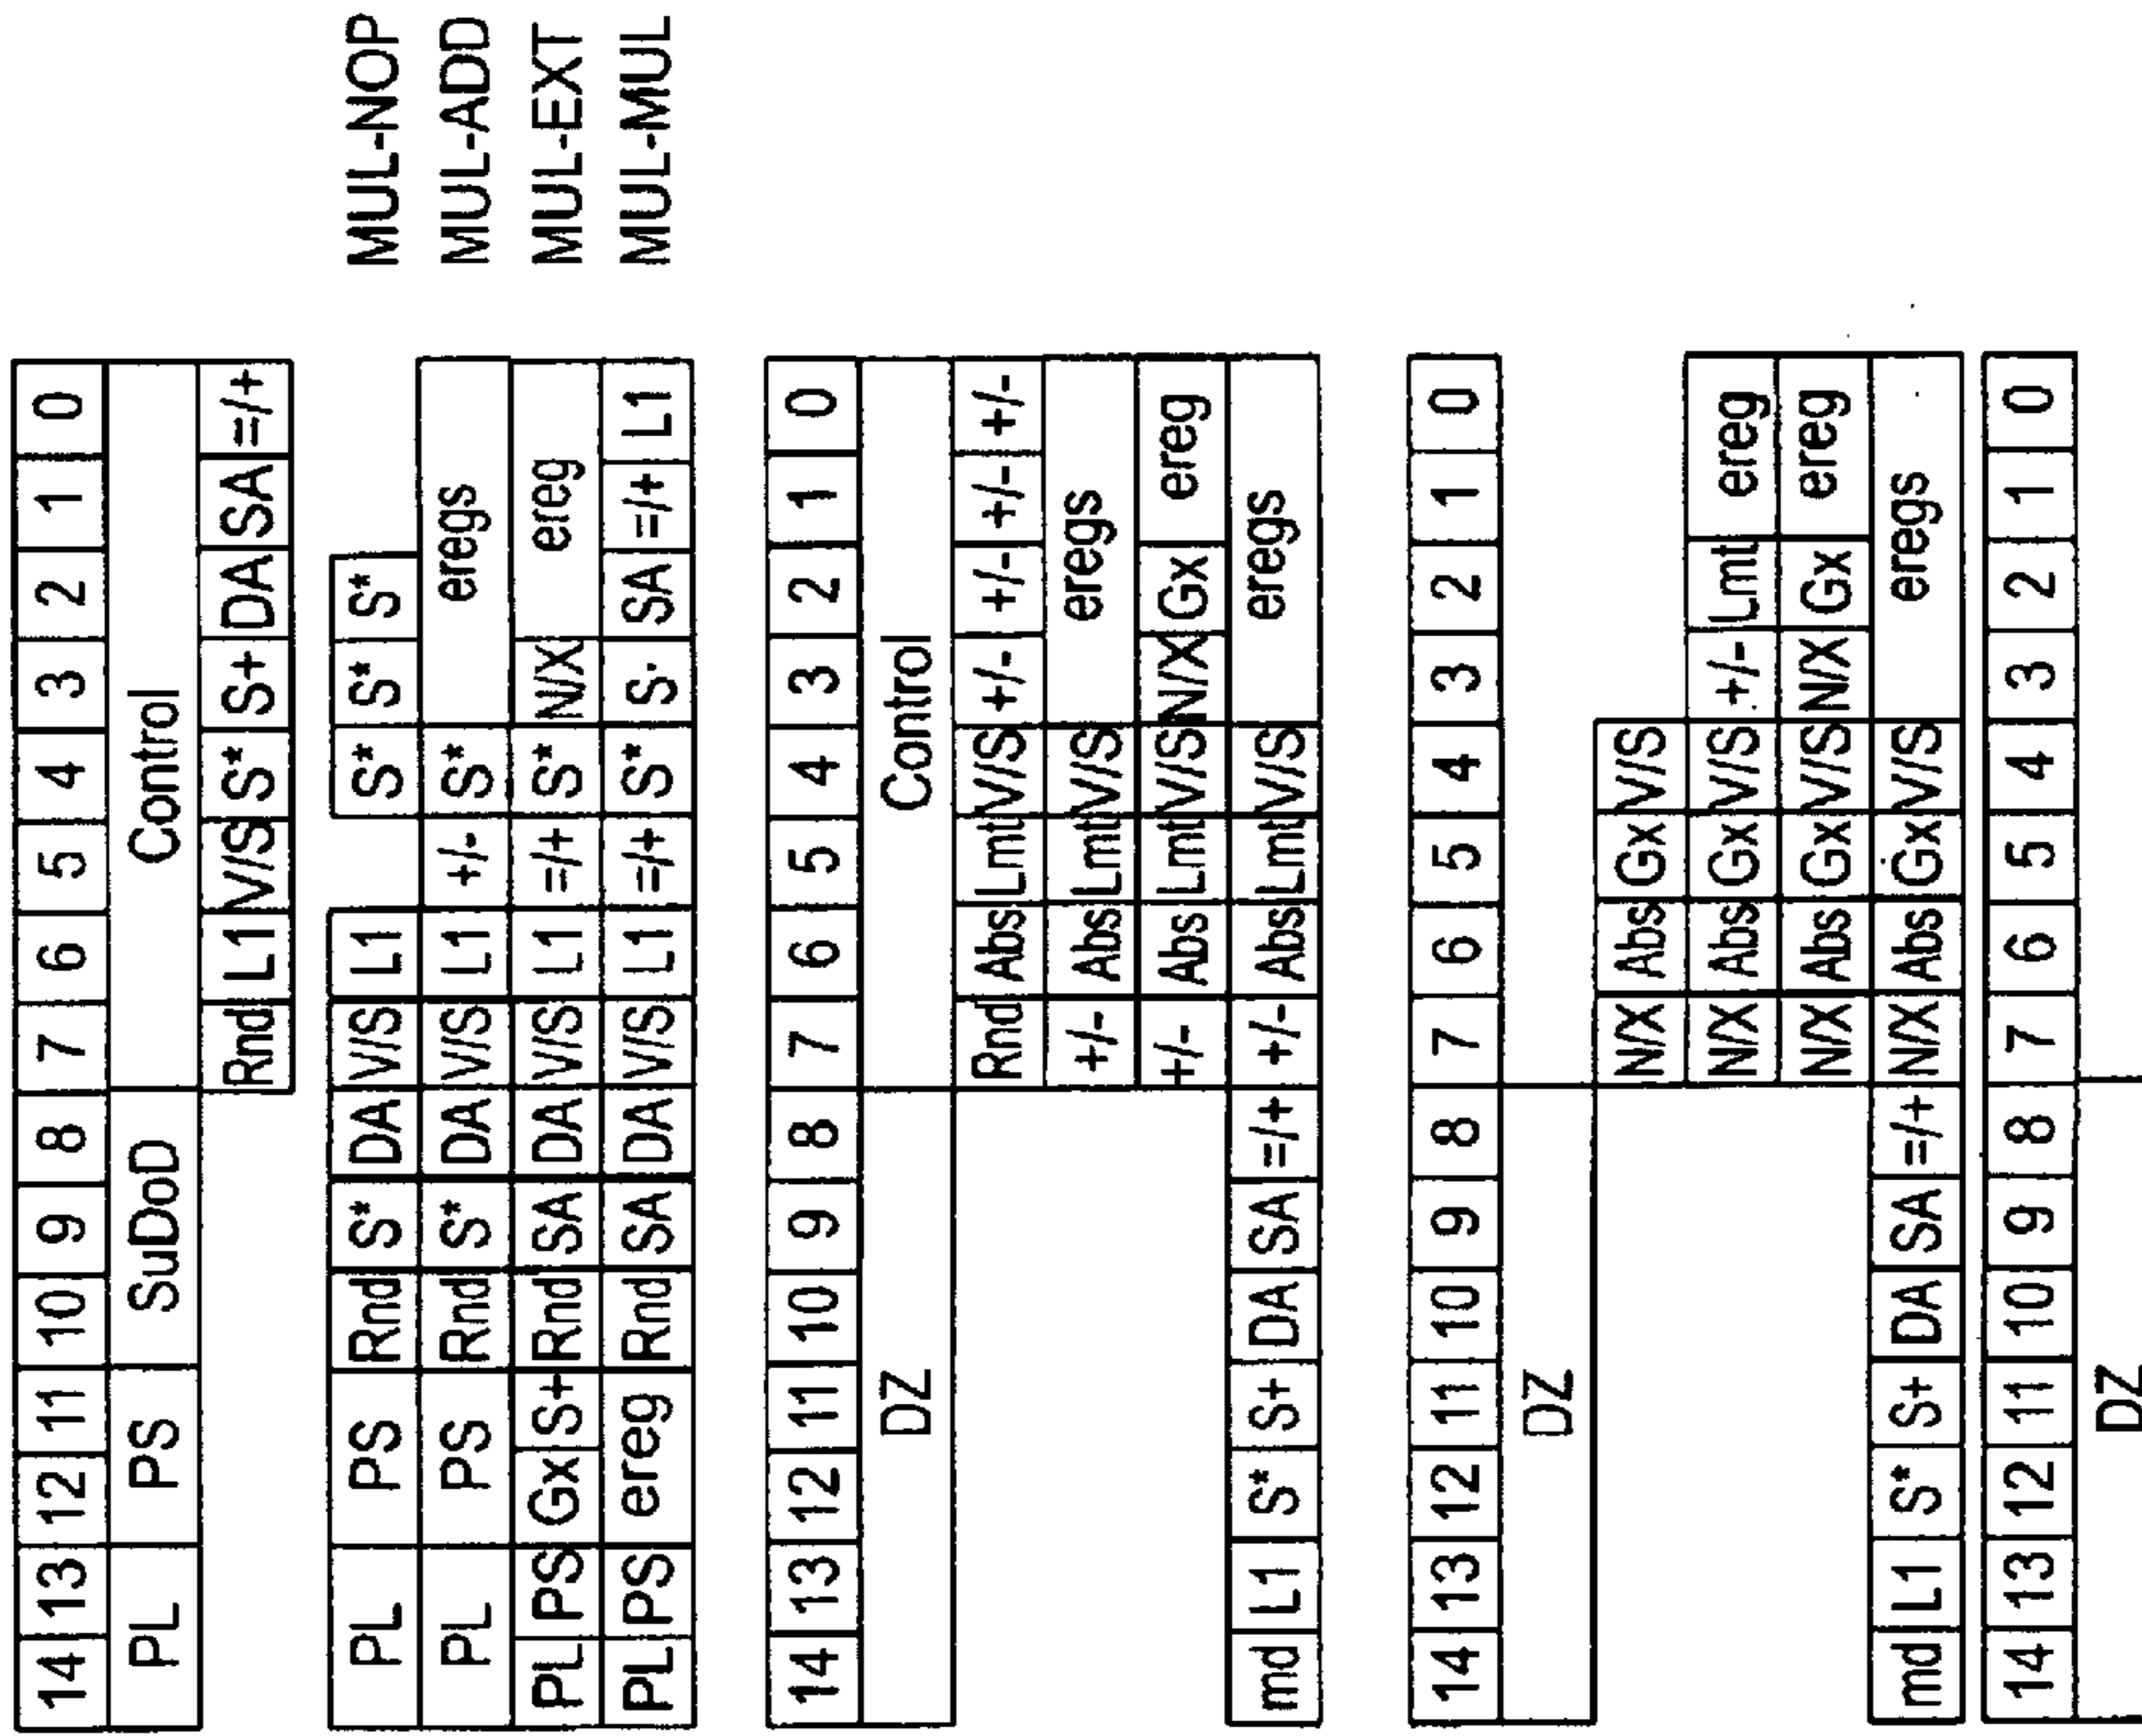 14 13 12 11 10 9 8 7 6 5 4 3 2 1 0
PL PS SuDoD Control
Rnd L1 V/S S* S+ DA SA =/+
PL PS Rnd S* DA V/S L1 S* S* S* MUL-NOP
PL PS Rnd S* DA V/S L1 +/- S* eregs MUL-ADD
PL PS Gx S+ Rnd SA DA V/S L1 =/+ S* N/X ereg MUL-EXT
PL PS ereg Rnd SA DA V/S L1 =/+ S* S· SA =/+ L1 MUL-MUL
14 13 12 11 10 9 8 7 6 5 4 3 2 1 0
DZ Control
Rnd Abs Lmt V/S +/- +/- +/- +/-
+/- Abs Lmt V/S eregs
+/- Abs Lmt V/S N/X Gx ereg
md L1 S* S+ DA SA =/+ +/- Abs Lmt V/S eregs
14 13 12 11 10 9 8 7 6 5 4 3 2 1 0
DZ
N/X Abs Gx V/S
N/X Abs Gx V/S +/- Lmt ereg
N/X Abs Gx V/S N/X Gx ereg
md L1 S* S+ DA SA =/+ N/X Abs Gx V/S eregs
14 13 12 11 10 9 8 7 6 5 4 3 2 1 0
DZ